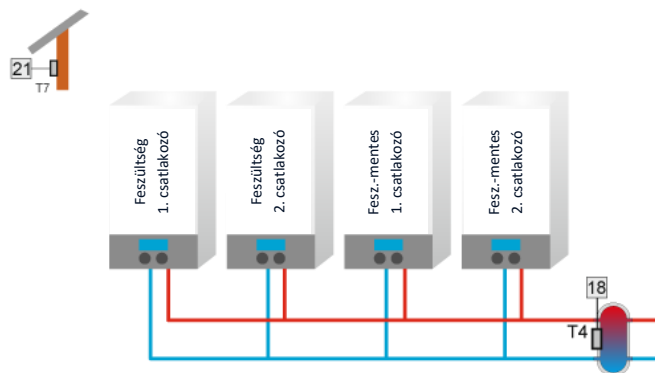 21
T7
Feszültség
1. csatlakozó
Feszültség
2. csatlakozó
Fesz.-mentes
1. csatlakozó
Fesz.-mentes
2. csatlakozó
18
T4